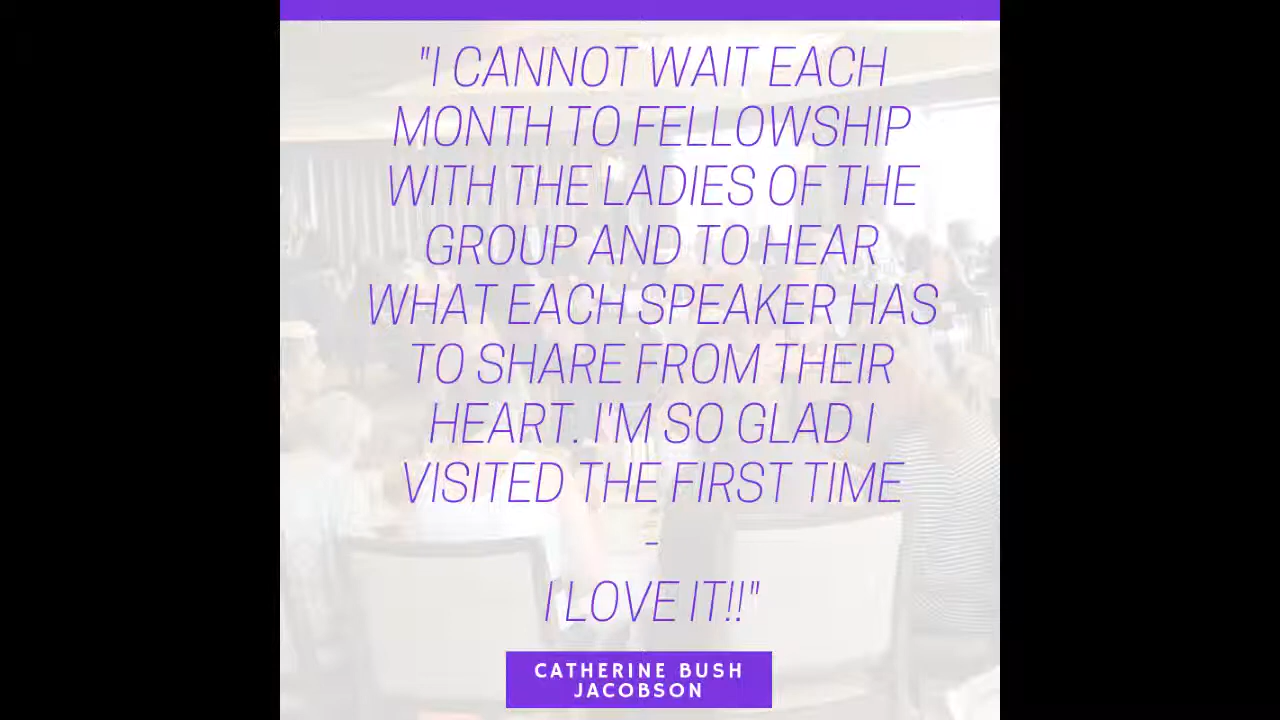 "I CANNOT WAIT EACH
MONTH TO FELLOWSHIP
WITH THE LADIES OF THE
GROUP AND TO HEAR
WHAT EACH SPEAKER HAS
TO SHARE FROM THEIR
HEART. I'M SO GLAD I
VISITED THE FIRST TIME
-
I LOVE IT!!"
CATHERINE BUSH
JACOBSON